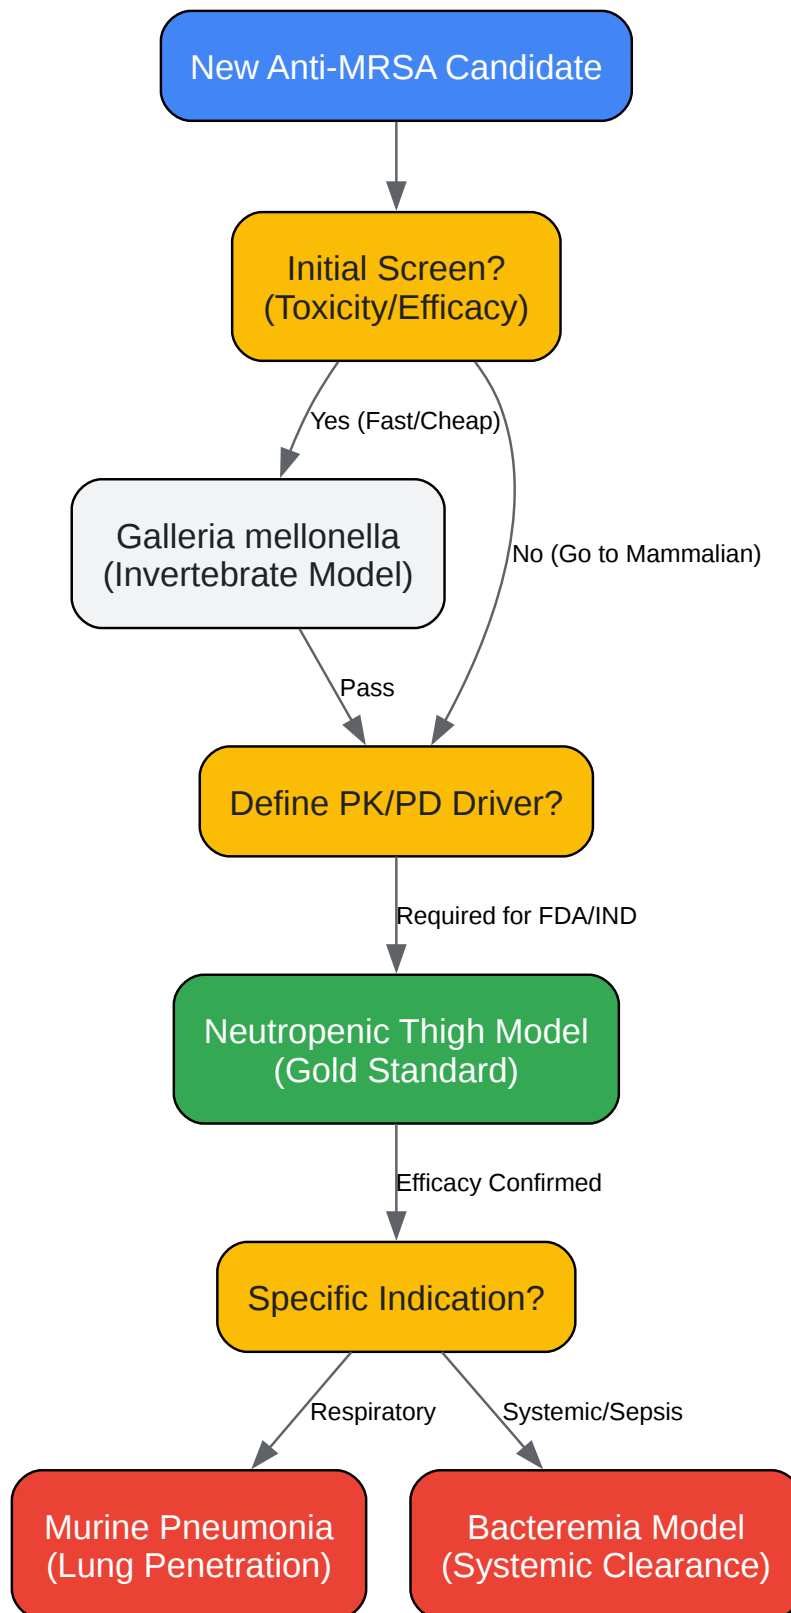 New Anti-MRSA Candidate
Initial Screen?
(Toxicity/Efficacy)
Yes (Fast/Cheap)
Galleria mellonella
(Invertebrate Model)
No (Go to Mammalian)
Pass
Define PK/PD Driver?
Required for FDA/IND
Neutropenic Thigh Model
(Gold Standard)
Efficacy Confirmed
Specific Indication?
Respiratory
Systemic/Sepsis
Murine Pneumonia
(Lung Penetration)
Bacteremia Model
(Systemic Clearance)